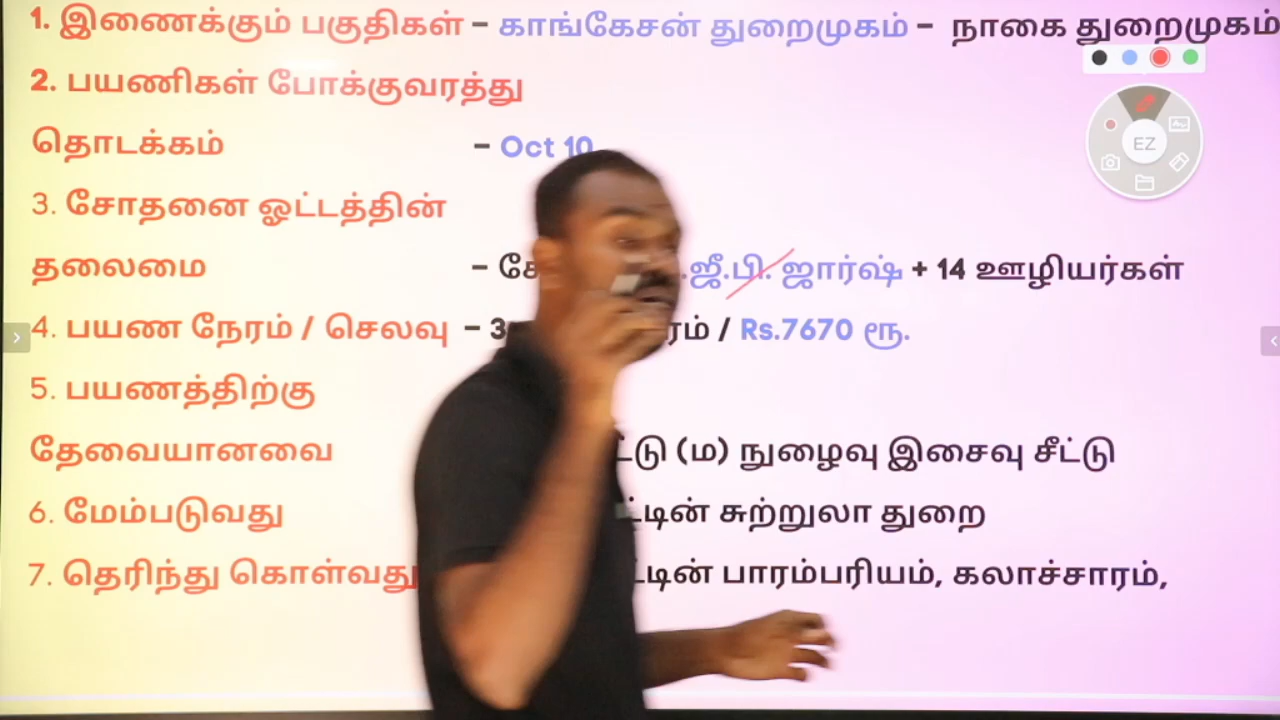 1. இணைக்கும் பகுதிகள் – காங்கேசன் துறைமுகம் – நாகை துறைமுகம்
2. பயணிகள் போக்குவரத்து
தொடக்கம் – Oct 10
3. சோதனை ஓட்டத்தின்
தலைமை – ஜீ.பி. ஜார்ஷ் + 14 ஊழியர்கள்
4. பயண நேரம் / செலவு – 3 / Rs.7670 ரூ.
5. பயணத்திற்கு
தேவையானவை (ம) நுழைவு இசைவு சீட்டு
6. மேம்படுவது சுற்றுலா துறை
7. தெரிந்து கொள்வது பாரம்பரியம், கலாச்சாரம்,
EZ